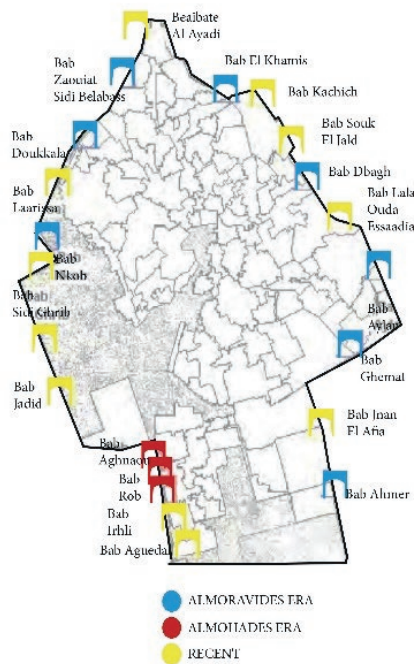 Bealbate
Al Ayadi
Bab
Zaouiat
Sidi Belabass
Bab El Khamis
Bab Kachich
Bab Souk
El Jald
Bab
Doukkala
Bab Dbagh
Bab
Laarissa
Bab Lala
Ouda
Essaadia
Bab
Nkob
Bab
Sidi Ghrib
Bab
Aylan
Bab
Ghemat
Bab
Jadid
Bab Jnan
El Afia
Bab
Aghnaou
Bab
Rob
Bab Ahmer
Bab
Irhli
Bab Agueda
ALMORAVIDES ERA
ALMOHADES ERA
RECENT